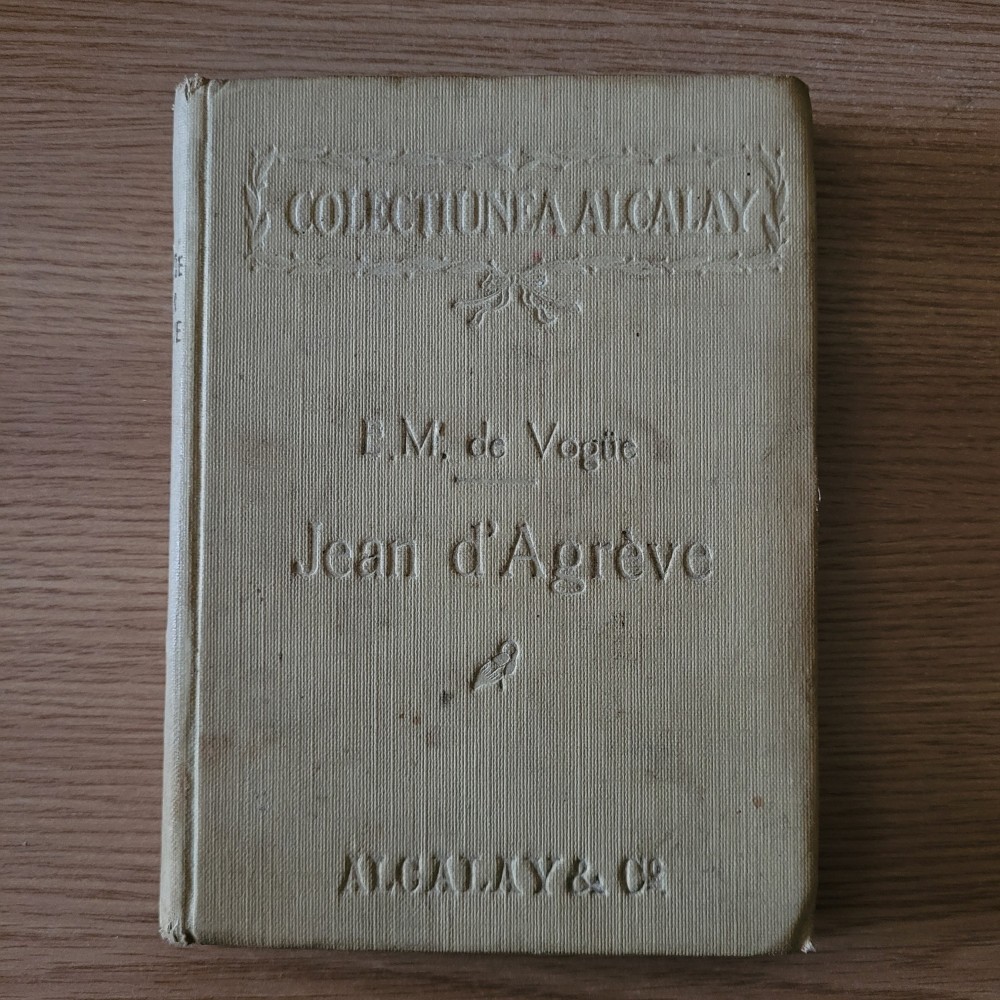 COLECTIUNEA ALCALAY
E.M. de Vogüe
Jean d'Agrève
ALCALAY & Co.